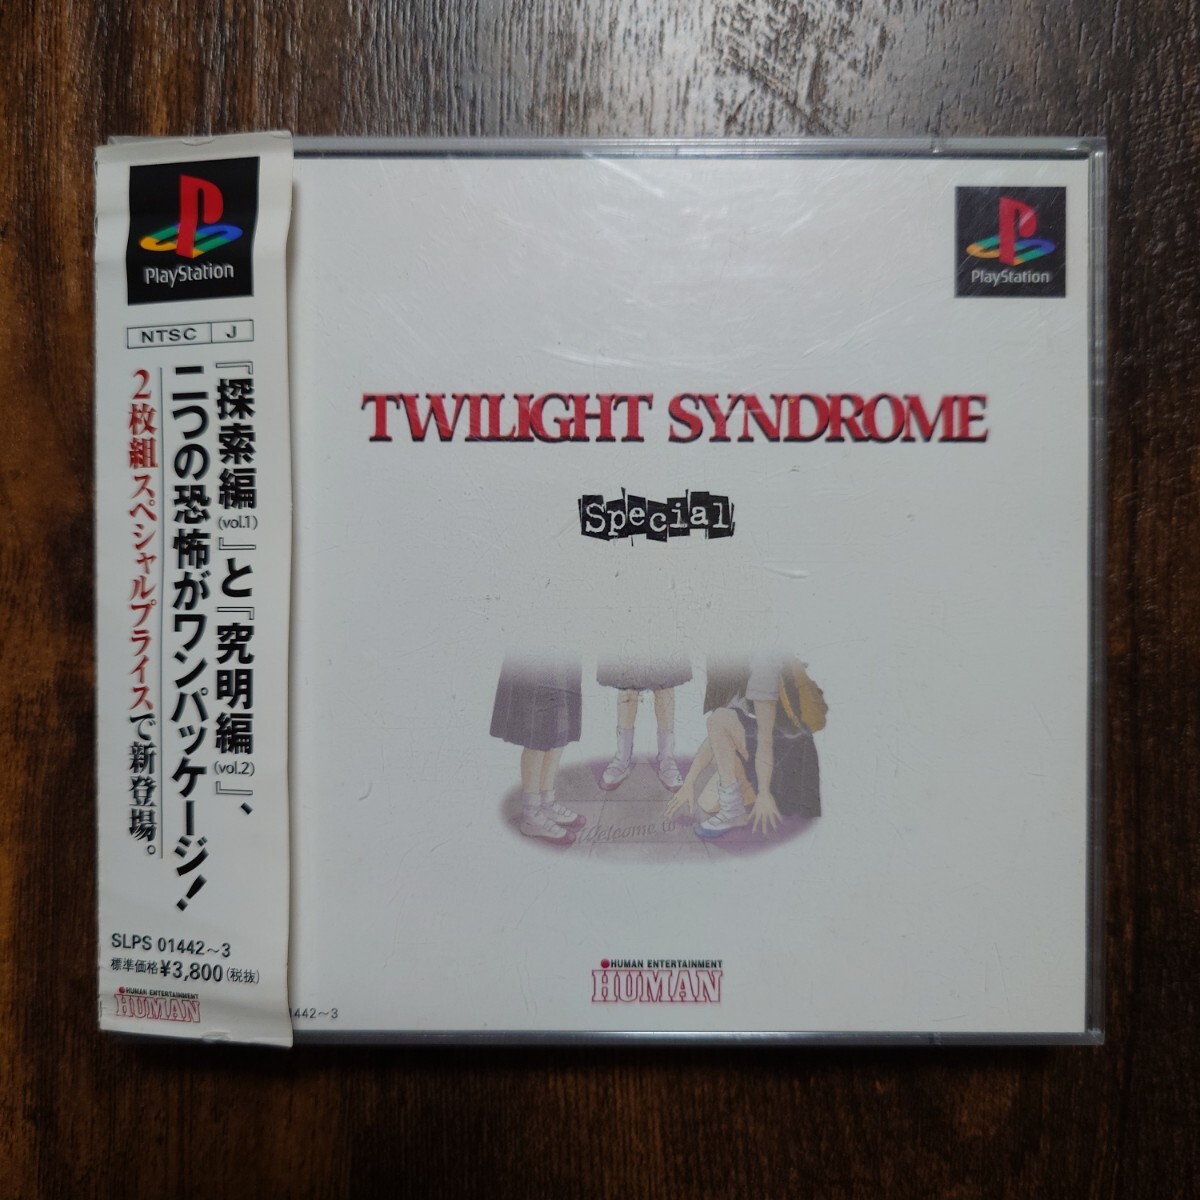 PlayStation
NTSC J
『探索編』と『究明編』、
(vol.1)
(vol.2)
二つの恐怖がワンパッケージ!
2枚組スペシャルプライスで新登場。
SLPS 01442~3
標準価格¥3,800(税抜)
HUMAN ENTERTAINMENT
HUMAN
PlayStation
TWILIGHT SYNDROME
Special
Welcome to
HUMAN ENTERTAINMENT
HUMAN
1442~3